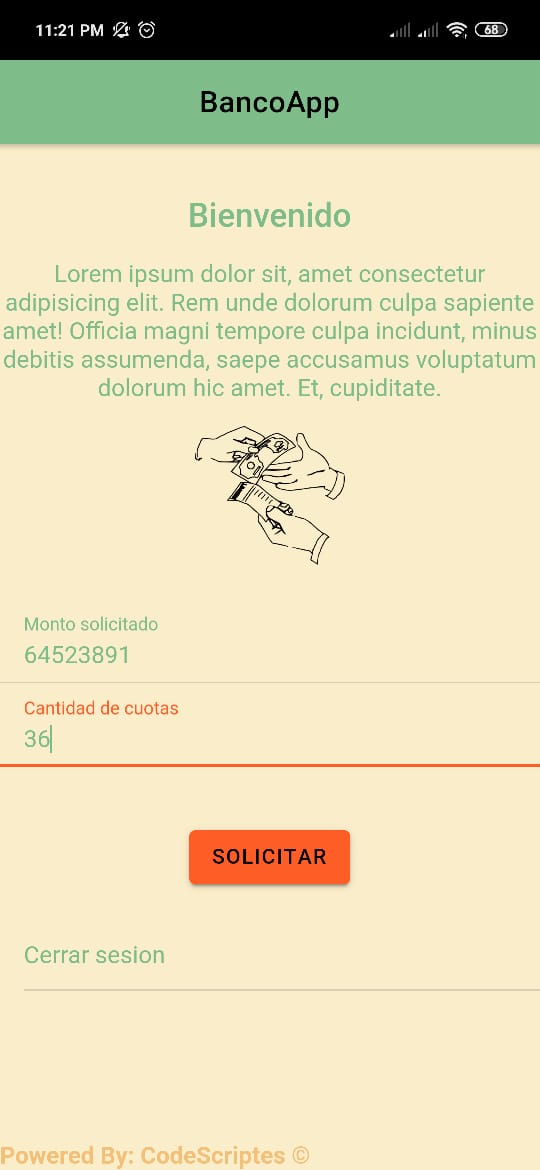 11:21 PM
68
BancoApp
Bienvenido
Lorem ipsum dolor sit, amet consectetur
adipisicing elit. Rem unde dolorum culpa sapiente
amet! Officia magni tempore culpa incidunt, minus
debitis assumenda, saepe accusamus voluptatum
dolorum hic amet. Et, cupiditate.
Monto solicitado
64523891
Cantidad de cuotas
36
SOLICITAR
Cerrar sesion
Powered By: CodeScriptes ©